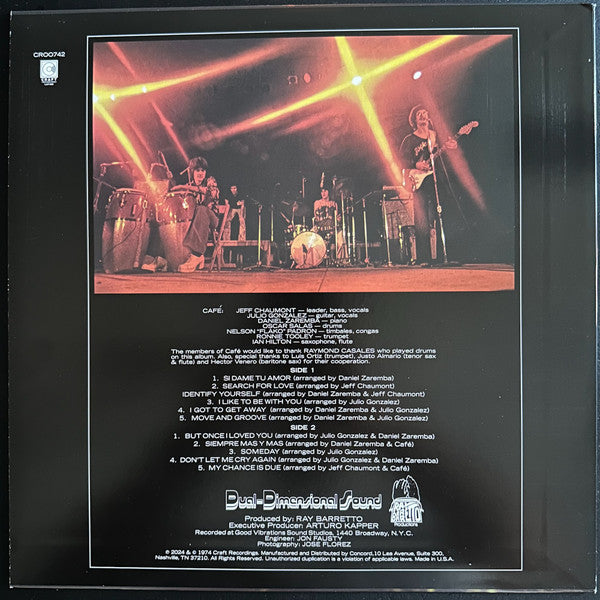 CR00742
CRAFT
CAFÉ: JEFF CHAUMONT — leader, bass, vocals
JULIO GONZALEZ — guitar, vocals
DANIEL ZAREMBA — piano
OSCAR SALAS — drums
NELSON "FLAKO" PADRON — timbales, congas
RONNIE TOOLEY — trumpet
IAN HILTON — saxophone, flute
The members of Café would like to thank RAYMOND CASALES who played drums
on this album. Also, special thanks to Luis Ortiz (trumpet), Justo Almario (tenor sax
& flute) and Hector Veneros (baritone sax) for their cooperation.
SIDE 1
1. SI DAME TU AMOR (arranged by Daniel Zaremba)
2. SEARCH FOR LOVE (arranged by Jeff Chaumont)
IDENTIFY YOURSELF (arranged by Daniel Zaremba & Jeff Chaumont)
3. I LIKE TO BE WITH YOU (arranged by Julio Gonzalez)
4. I GOT TO GET AWAY (arranged by Daniel Zaremba & Julio Gonzalez)
5. MOVE AND GROOVE (arranged by Julio Gonzalez)
SIDE 2
1. BUT ONCE I LOVED YOU (arranged by Julio Gonzalez & Daniel Zaremba)
2. SIEMPRE MAS Y MAS (arranged by Daniel Zaremba)
3. SOMEDAY (arranged by Julio Gonzalez)
4. DON'T LET ME CRY AGAIN (arranged by Julio Gonzalez & Daniel Zaremba)
5. MY CHANCE IS DUE (arranged by Jeff Chaumont & Café)
Dual-Dimensional Sound
RAY
BARRETTO
Productions
Produced by: RAY BARRETTO
Executive Producer: ARTURO KAPPER
Recorded at Good Vibrations Sound Studios, 1440 Broadway, N.Y.C.
Engineer: JON FAUSTY
Photography: JOSE FLOREZ
℗ 2024 & © 1974 Craft Recordings. Manufactured and Distributed by Concord, 10 Lea Avenue, Suite 300,
Nashville, TN 37210. All Rights Reserved. Unauthorized duplication is a violation of applicable laws. Made in U.S.A.